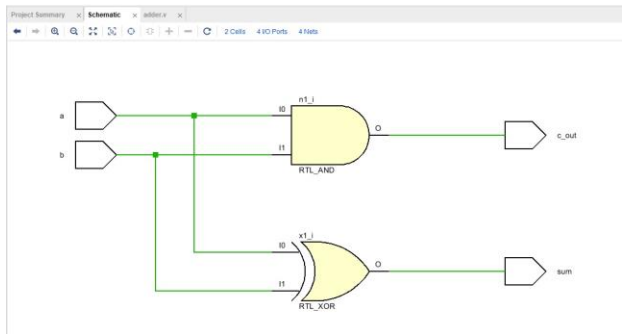 Project Summary × Schematic × adder.v ×
2 Cells 4 I/O Ports 4 Nets
n1_i
a
I0
O
c_out
b
I1
RTL_AND
x1_i
I0
O
sum
I1
RTL_XOR